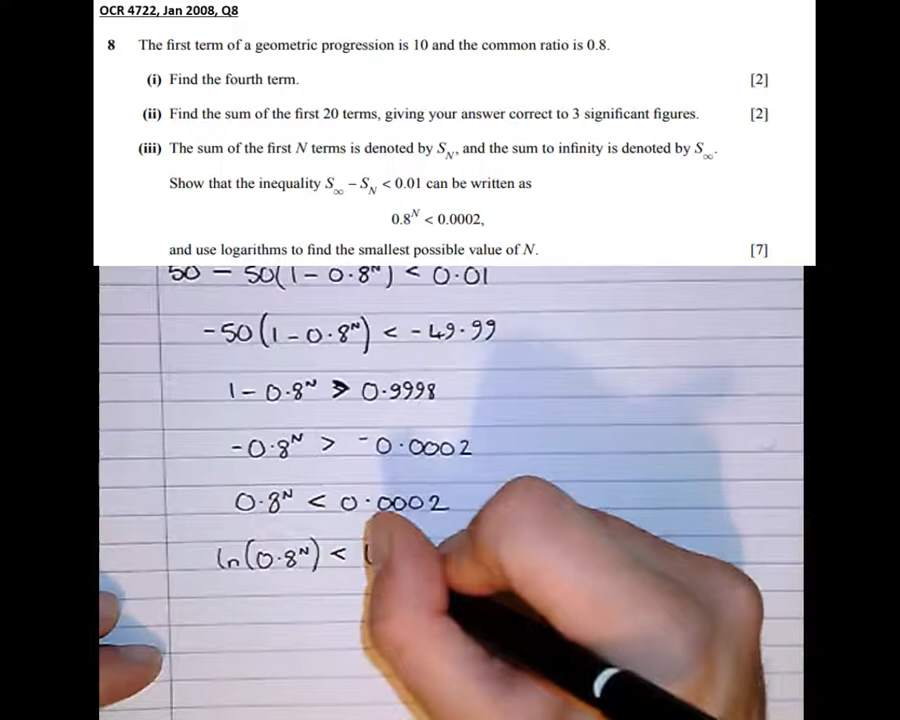 OCR 4722, Jan 2008, Q8
8 The first term of a geometric progression is 10 and the common ratio is 0.8.
(i) Find the fourth term. [2]
(ii) Find the sum of the first 20 terms, giving your answer correct to 3 significant figures. [2]
(iii) The sum of the first N terms is denoted by S_N, and the sum to infinity is denoted by S_∞.
Show that the inequality S_∞ − S_N < 0.01 can be written as
0.8^N < 0.0002,
and use logarithms to find the smallest possible value of N. [7]
50 − 50(1 − 0.8^N) < 0.01
−50(1 − 0.8^N) < −49.99
1 − 0.8^N > 0.9998
−0.8^N > −0.0002
0.8^N < 0.0002
ln(0.8^N) <